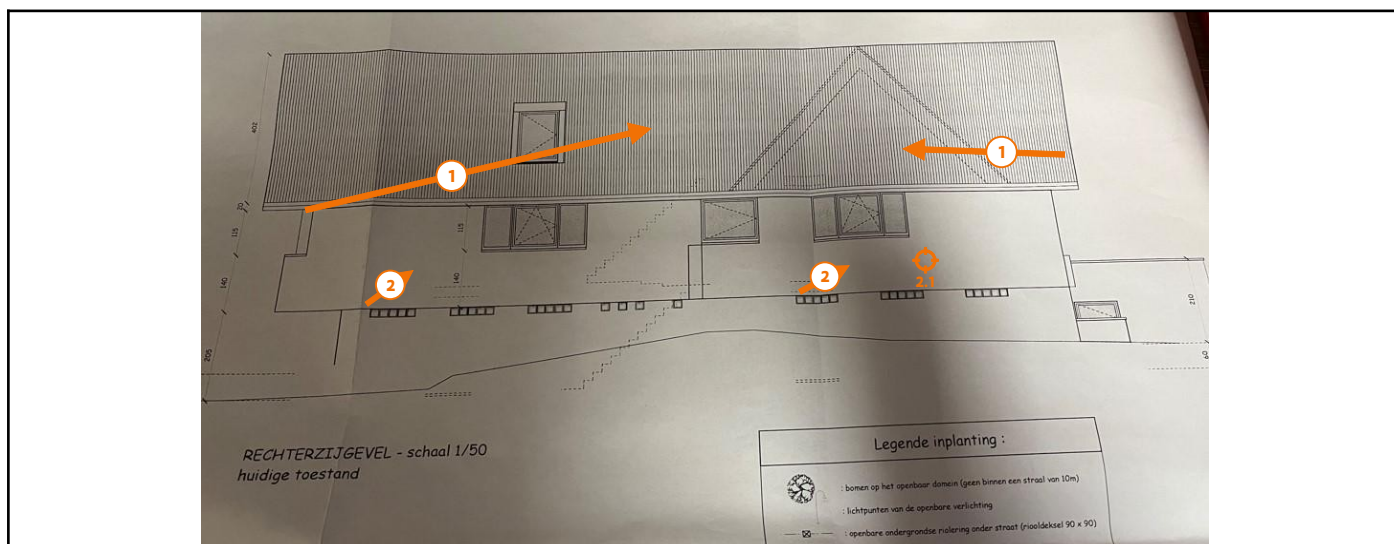 402
1
1
20
115
115
2
2
2.1
140
140
210
205
60
RECHTERZIJGEVEL - schaal 1/50
huidige toestand
Legende inplanting :
: bomen op het openbaar domein (geen binnen een straal van 10m)
: lichtpunten van de openbare verlichting
: openbare ondergrondse riolering onder straat (riooldeksel 90 x 90)